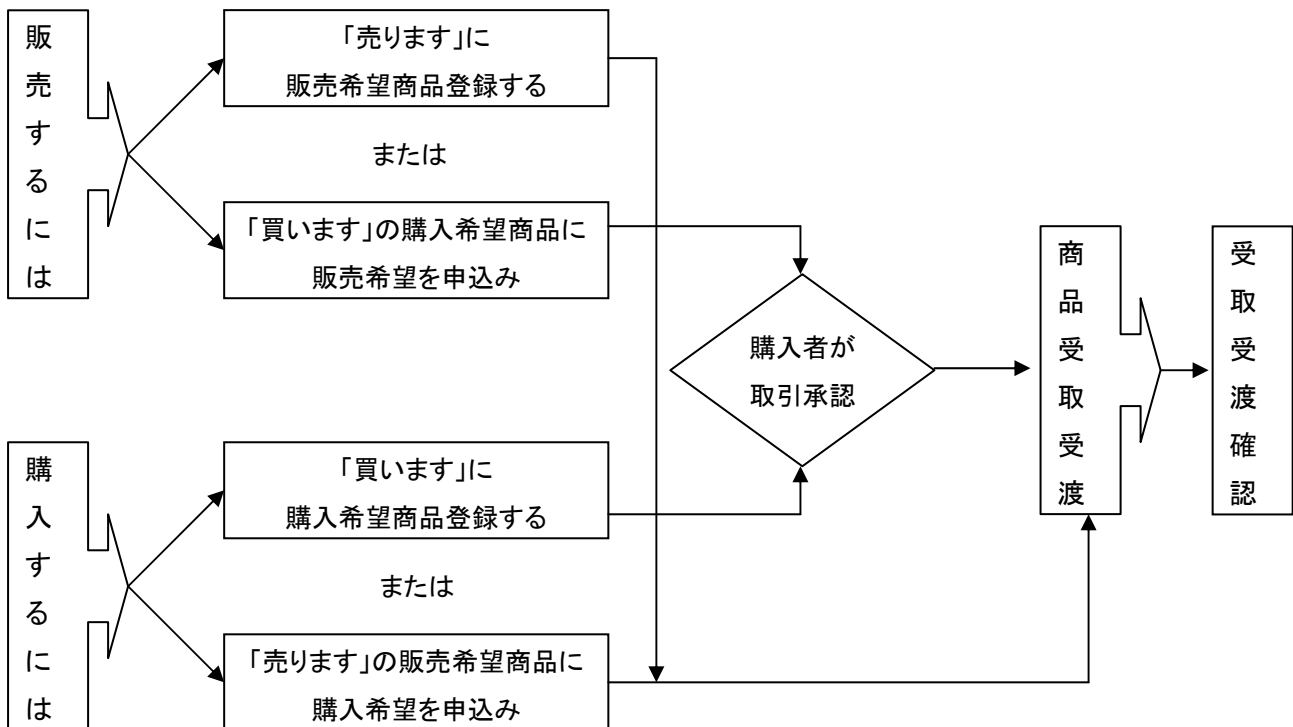 販売するには
「売ります」に
販売希望商品登録する
または
「買います」の購入希望商品に
販売希望を申込み
購入するには
「買います」に
購入希望商品登録する
または
「売ります」の販売希望商品に
購入希望を申込み
購入者が
取引承認
商品受取受渡
受取受渡確認